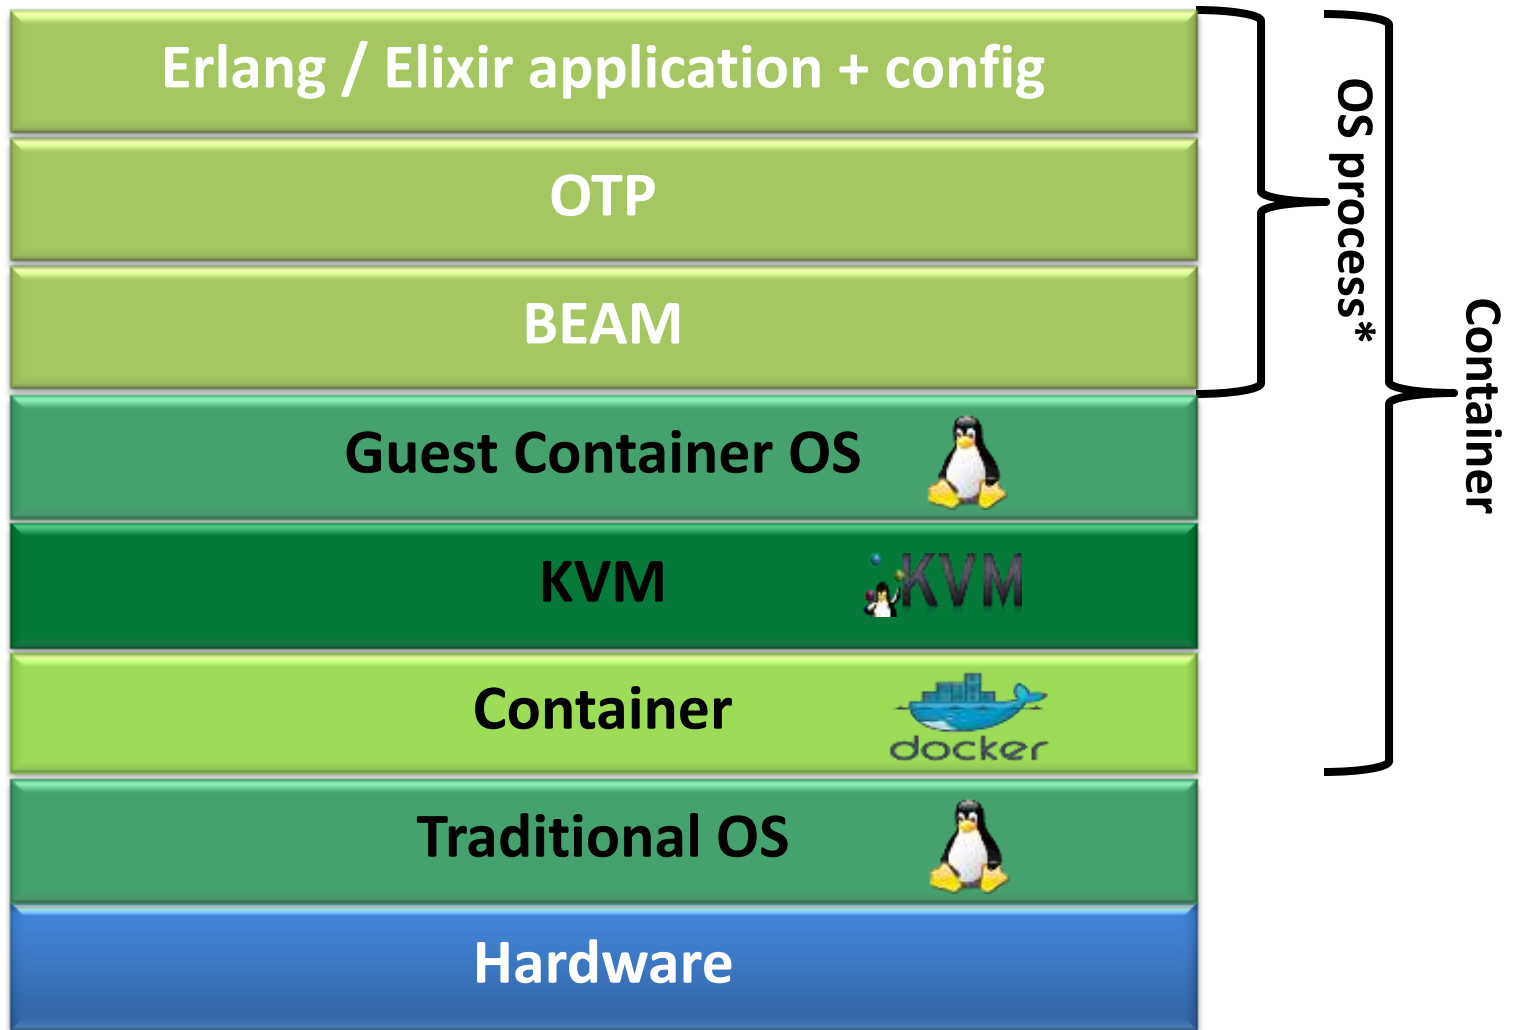 Erlang / Elixir application + config
OTP
BEAM
Guest Container OS
KVM
KVM
Container
docker
Traditional OS
Hardware
OS process*
Container